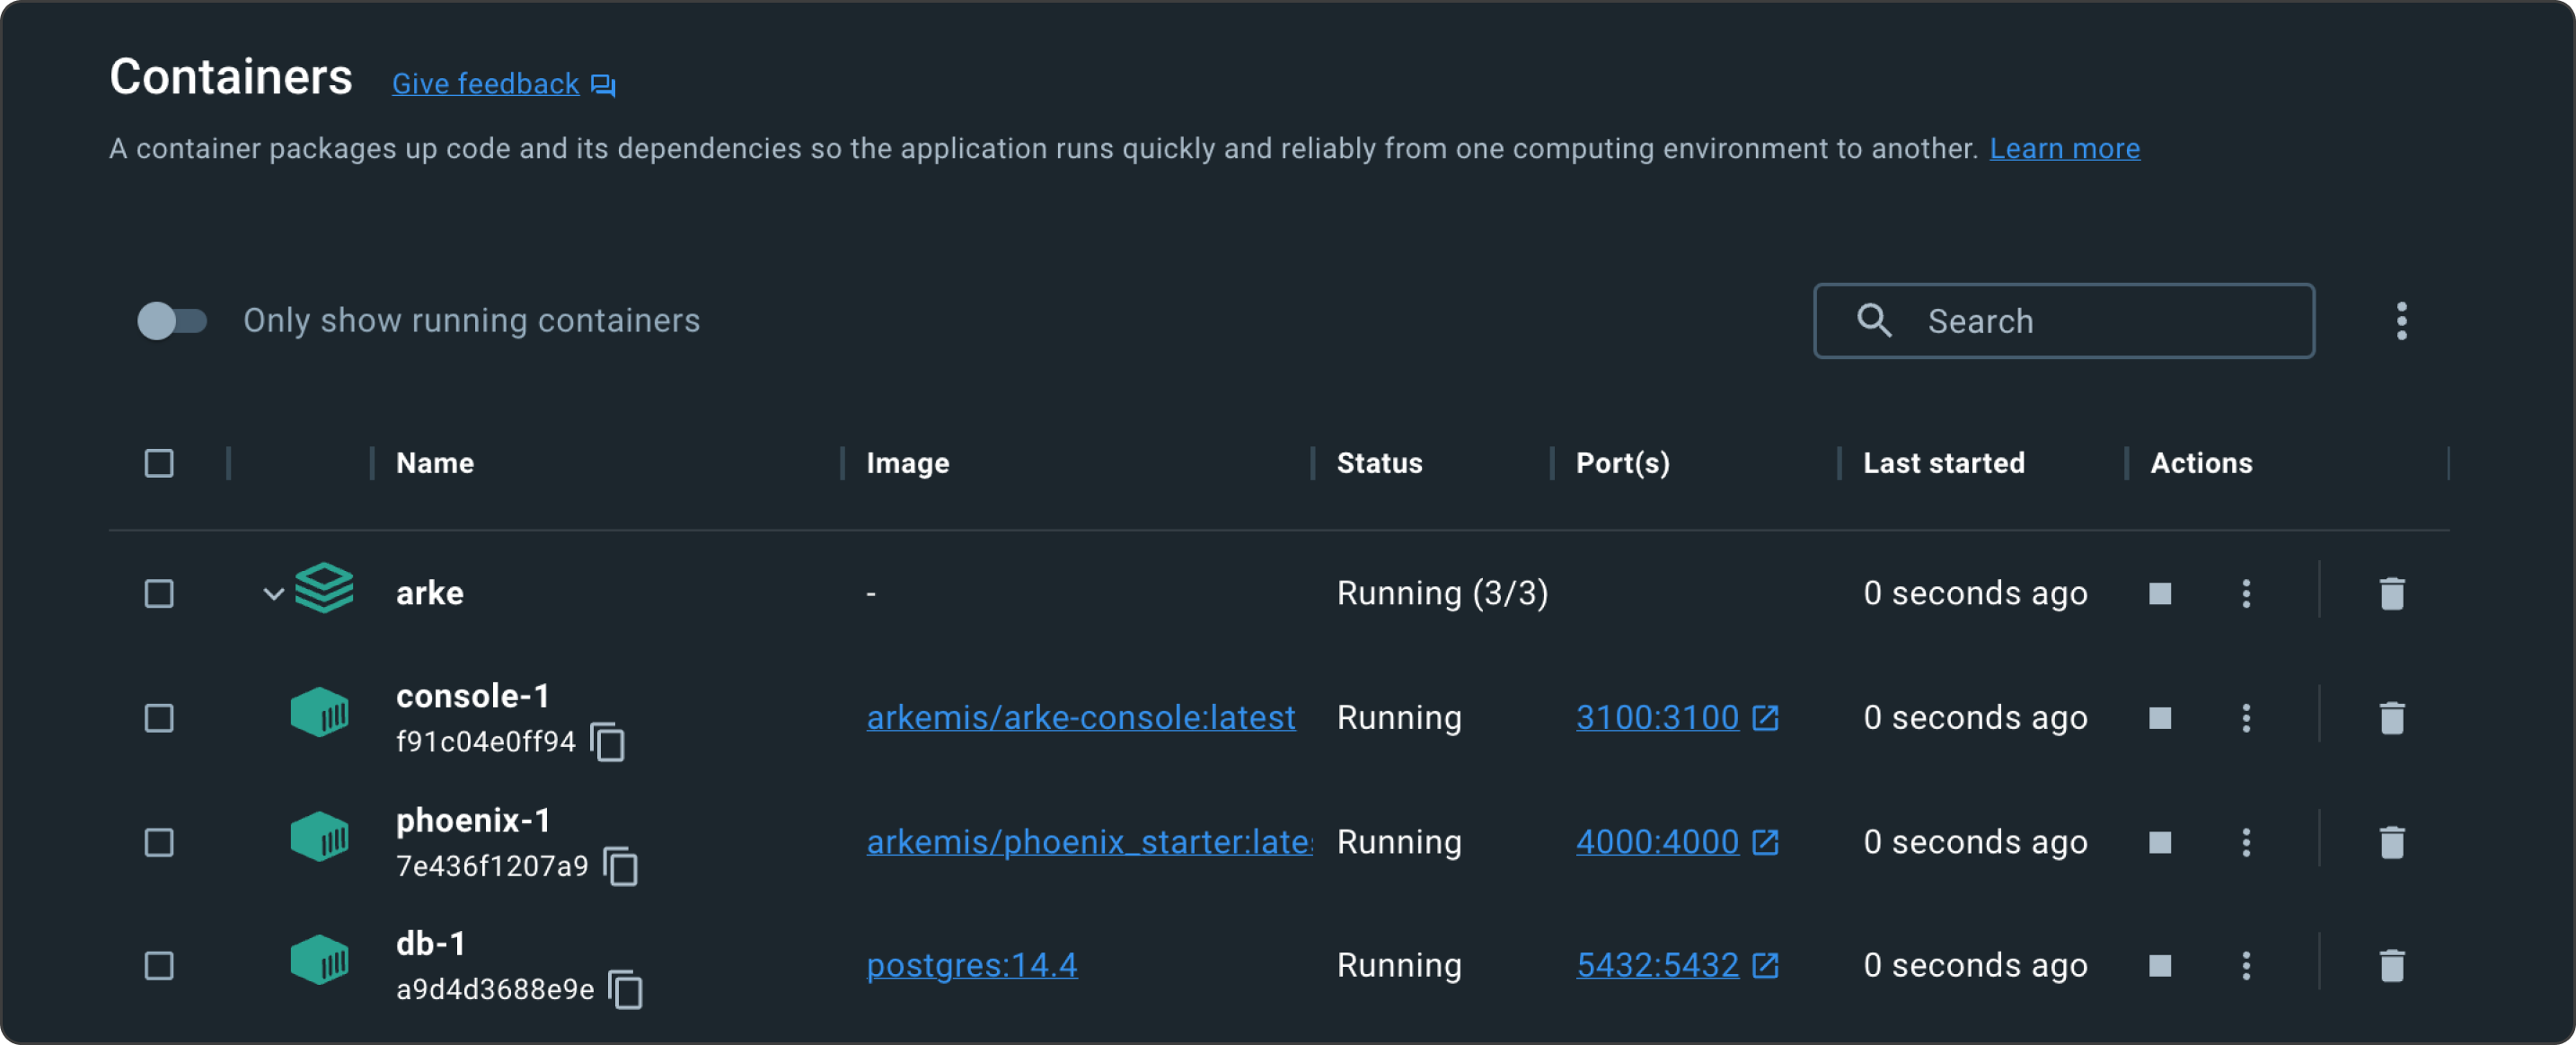 Containers Give feedback
A container packages up code and its dependencies so the application runs quickly and reliably from one computing environment to another. Learn more
Only show running containers Search
Name Image Status Port(s) Last started Actions
arke - Running (3/3) 0 seconds ago
console-1
f91c04e0ff94 arkemis/arke-console:latest Running 3100:3100 0 seconds ago
phoenix-1
7e436f1207a9 arkemis/phoenix_starter:late Running 4000:4000 0 seconds ago
db-1
a9d4d3688e9e postgres:14.4 Running 5432:5432 0 seconds ago